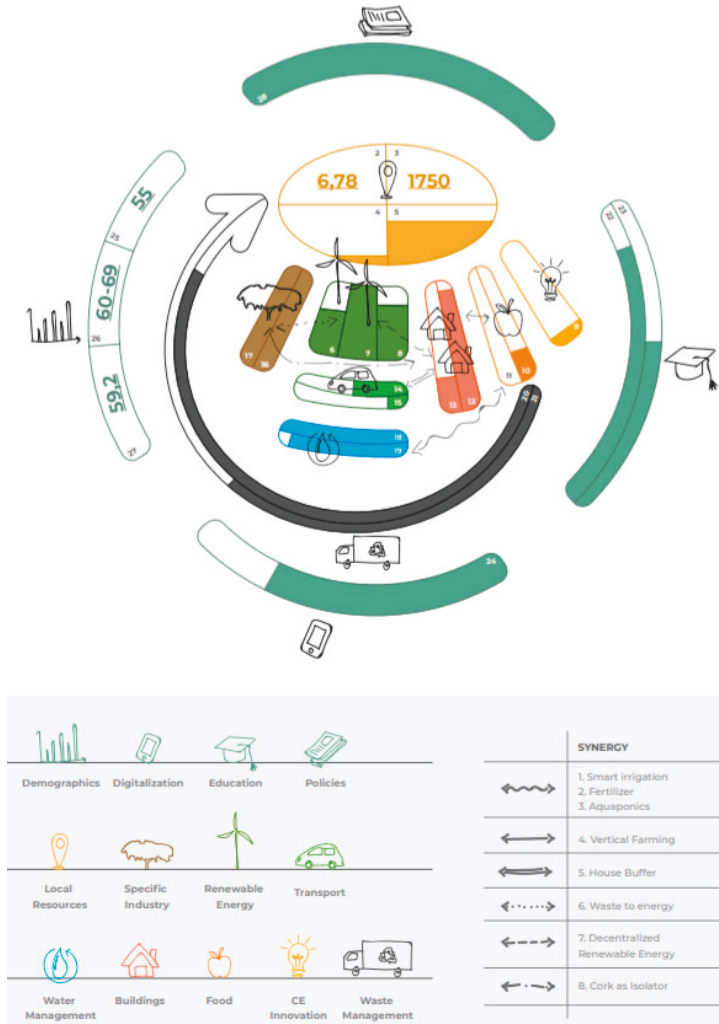 28
2 3
6,78 1750
4 5
55
25
60-69
26
59,2
27
22 23
17
16
6
7
8
14
15
13
12
11
10
9
18
19
20
21
24
Demographics
Digitalization
Education
Policies
Local
Resources
Specific
Industry
Renewable
Energy
Transport
Water
Management
Buildings
Food
CE
Innovation
Waste
Management
SYNERGY
1. Smart irrigation
2. Fertilizer
3. Aquaponics
4. Vertical Farming
5. House Buffer
6. Waste to energy
7. Decentralized
Renewable Energy
8. Cork as Isolator